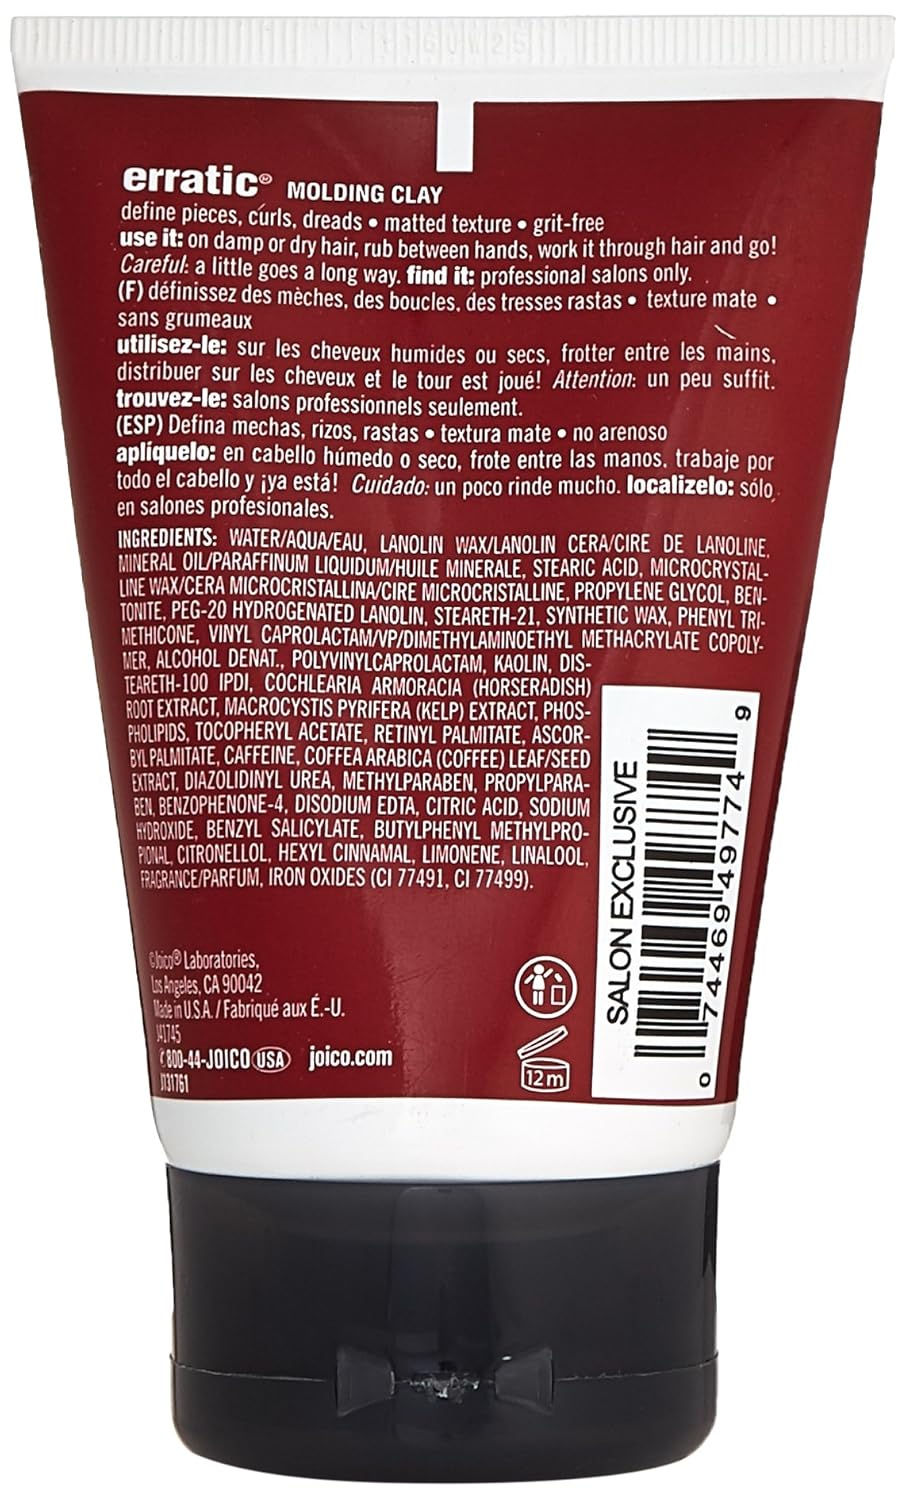 160W25
erratic® MOLDING CLAY
define pieces, curls, dreads • matted texture • grit-free
use it: on damp or dry hair, rub between hands, work it through hair and go!
Careful: a little goes a long way. find it: professional salons only.
(F) définissez des mèches, des boucles, des tresses rastas • texture mate •
sans grumeaux
utilisez-le: sur les cheveux humides ou secs, frotter entre les mains,
distribuer sur les cheveux et le tour est joué! Attention: un peu suffit.
trouvez-le: salons professionnels seulement.
(ESP) Defina mechas, rizos, rastas • textura mate • no arenoso
aplíquelo: en cabello húmedo o seco, frote entre las manos, trabaje por
todo el cabello y ¡ya está! Cuidado: un poco rinde mucho. localizelo: sólo
en salones profesionales.
INGREDIENTS: WATER/AQUA/EAU, LANOLIN WAX/LANOLIN CERA/CIRE DE LANOLINE,
MINERAL OIL/PARAFFINUM LIQUIDUM/HUILE MINERALE, STEARIC ACID, MICROCRYSTAL-
LINE WAX/CERA MICROCRISTALLINA/CIRE MICROCRISTALLINE, PROPYLENE GLYCOL, BEN-
TONITE, PEG-20 HYDROGENATED LANOLIN, STEARETH-21, SYNTHETIC WAX, PHENYL TRI-
METHICONE, VINYL CAPROLACTAM/VP/DIMETHYLAMINOETHYL METHACRYLATE COPOLY-
MER, ALCOHOL DENAT., POLYVINYLCAPROLACTAM, KAOLIN, DIS-
TEARETH-100 IPDI, COCHLEARIA ARMORACIA (HORSERADISH)
ROOT EXTRACT, MACROCYSTIS PYRIFERA (KELP) EXTRACT, PHOS-
PHOLIPIDS, TOCOPHERYL ACETATE, RETINYL PALMITATE, ASCOR-
BYL PALMITATE, CAFFEINE, COFFEA ARABICA (COFFEE) LEAF/SEED
EXTRACT, DIAZOLIDINYL UREA, METHYLPARABEN, PROPYLPARA-
BEN, BENZOPHENONE-4, DISODIUM EDTA, CITRIC ACID, SODIUM
HYDROXIDE, BENZYL SALICYLATE, BUTYLPHENYL METHYLPRO-
PIONAL, CITRONELLOL, HEXYL CINNAMAL, LIMONENE, LINALOOL,
FRAGRANCE/PARFUM, IRON OXIDES (CI 77491, CI 77499).
SALON EXCLUSIVE
0 74469 49774 9
©Joico® Laboratories,
Los Angeles, CA 90042
Made in U.S.A. / Fabriqué aux É.-U.
J41745
800-44-JOICO USA joico.com
J131761
12m